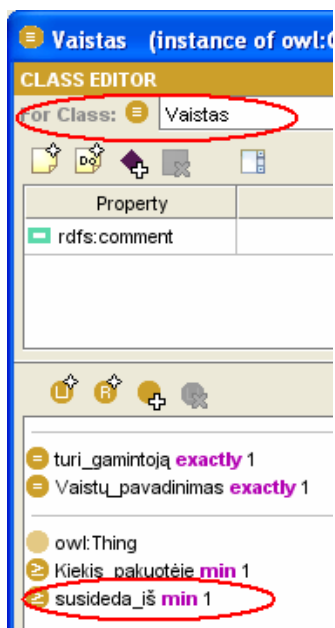 Vaistas (instance of owl:
CLASS EDITOR
For Class: Vaistas
Property
rdfs:comment
turi_gamintoją exactly 1
Vaistų_pavadinimas exactly 1
owl:Thing
Kiekis_pakuotėje min 1
susideda_iš min 1